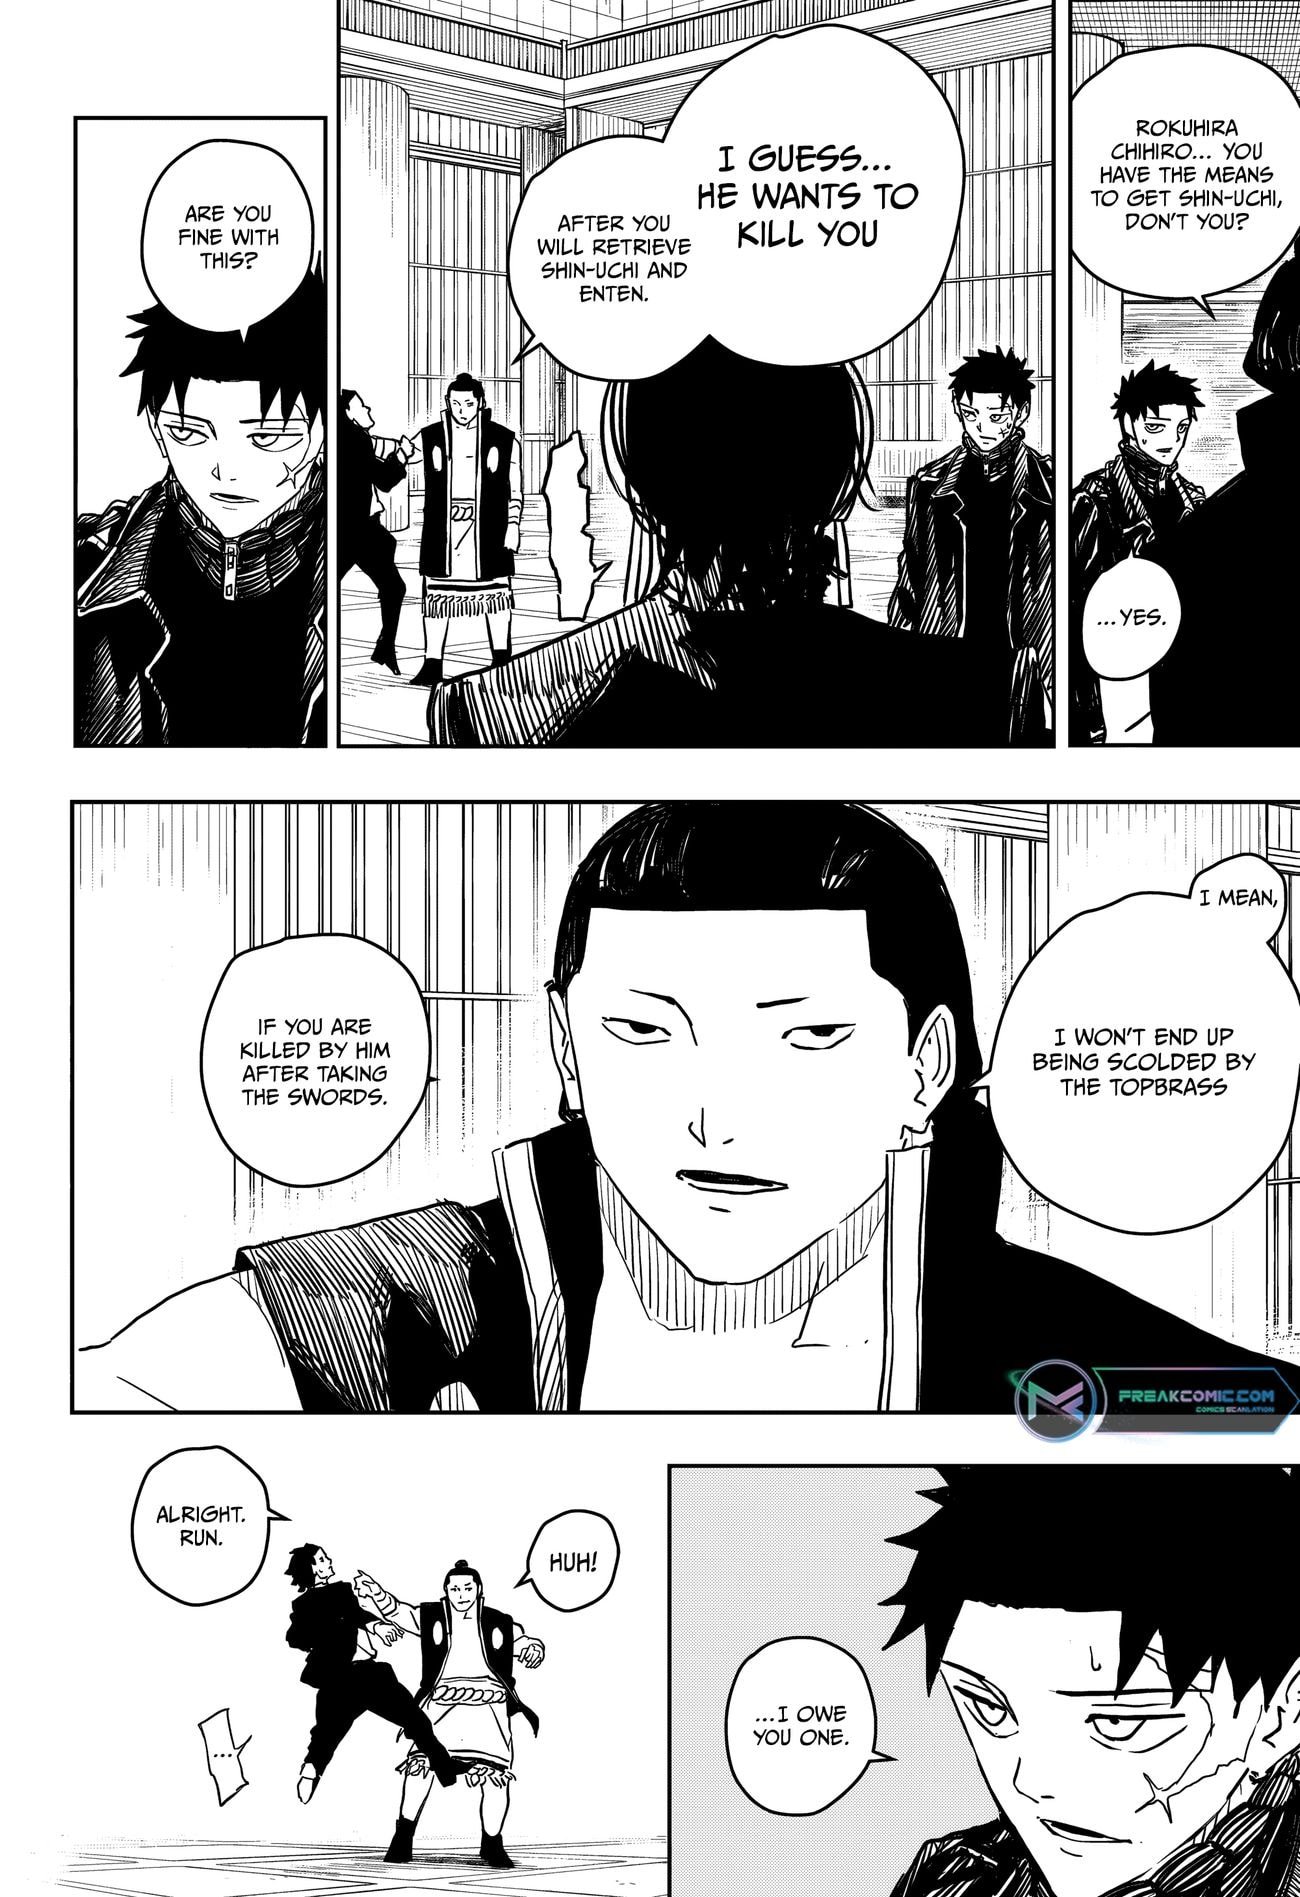 ROKUHIRA
CHIHIRO... YOU
HAVE THE MEANS
TO GET SHIN-UCHI,
DON'T YOU?
...YES.
I GUESS...
HE WANTS TO
KILL YOU
AFTER YOU
WILL RETRIEVE
SHIN-UCHI AND
ENTEN.
ARE YOU
FINE WITH
THIS?
I MEAN,
I WON'T END UP
BEING SCOLDED BY
THE TOPBRASS
IF YOU ARE
KILLED BY HIM
AFTER TAKING
THE SWORDS.
FREAKCOMIC.COM
COMICS SCANLATION
...I OWE
YOU ONE.
HUH!
ALRIGHT.
RUN.
...